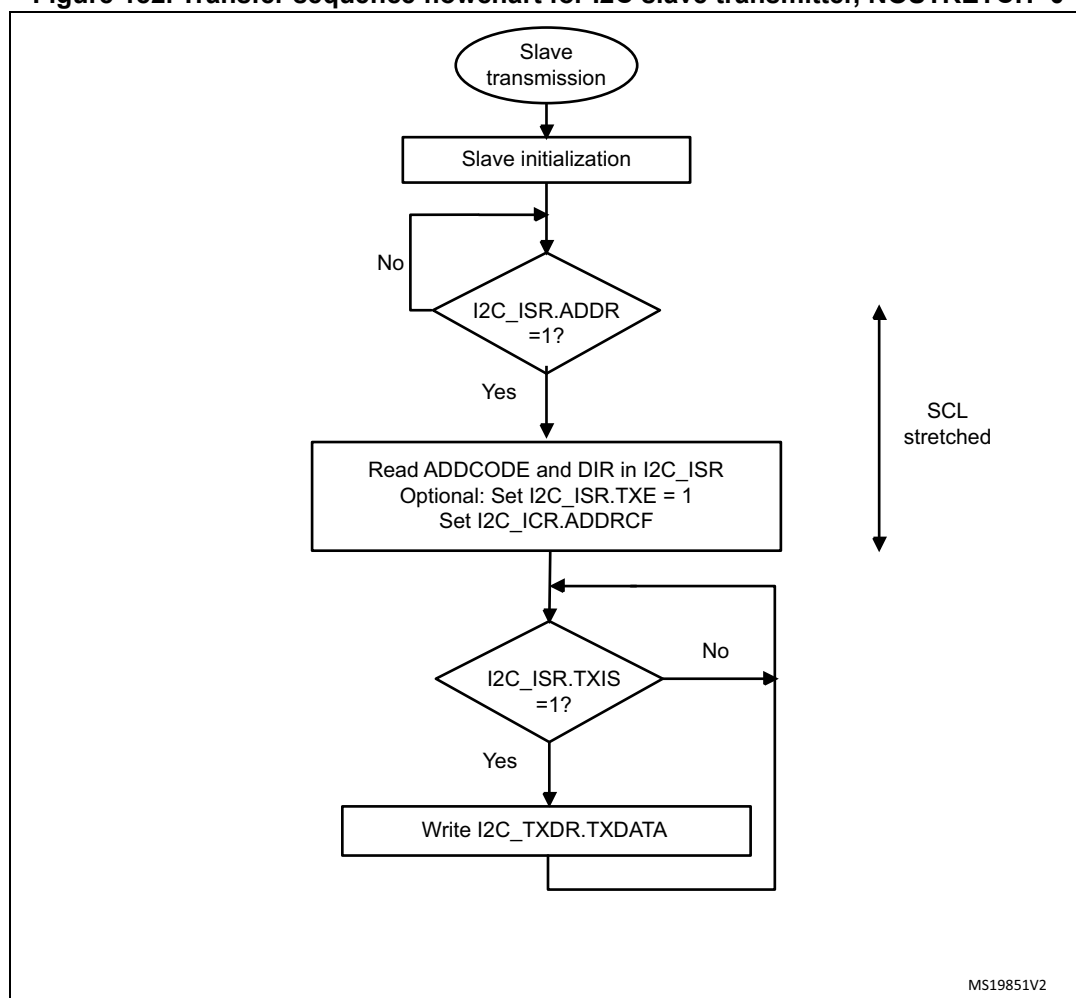 Slave
transmission
Slave initialization
No
I2C_ISR.ADDR
=1?
Yes
SCL
stretched
Read ADDCODE and DIR in I2C_ISR
Optional: Set I2C_ISR.TXE = 1
Set I2C_ICR.ADDRCF
I2C_ISR.TXIS
=1?
No
Yes
Write I2C_TXDR.TXDATA
MS19851V2